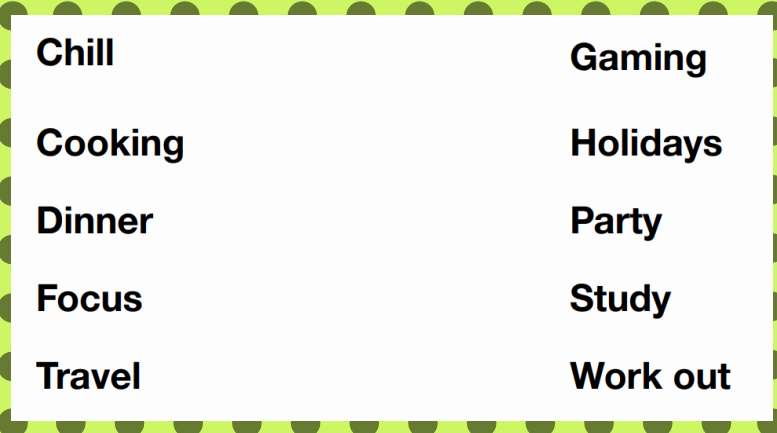 Chill
Cooking
Dinner
Focus
Travel
Gaming
Holidays
Party
Study
Work out